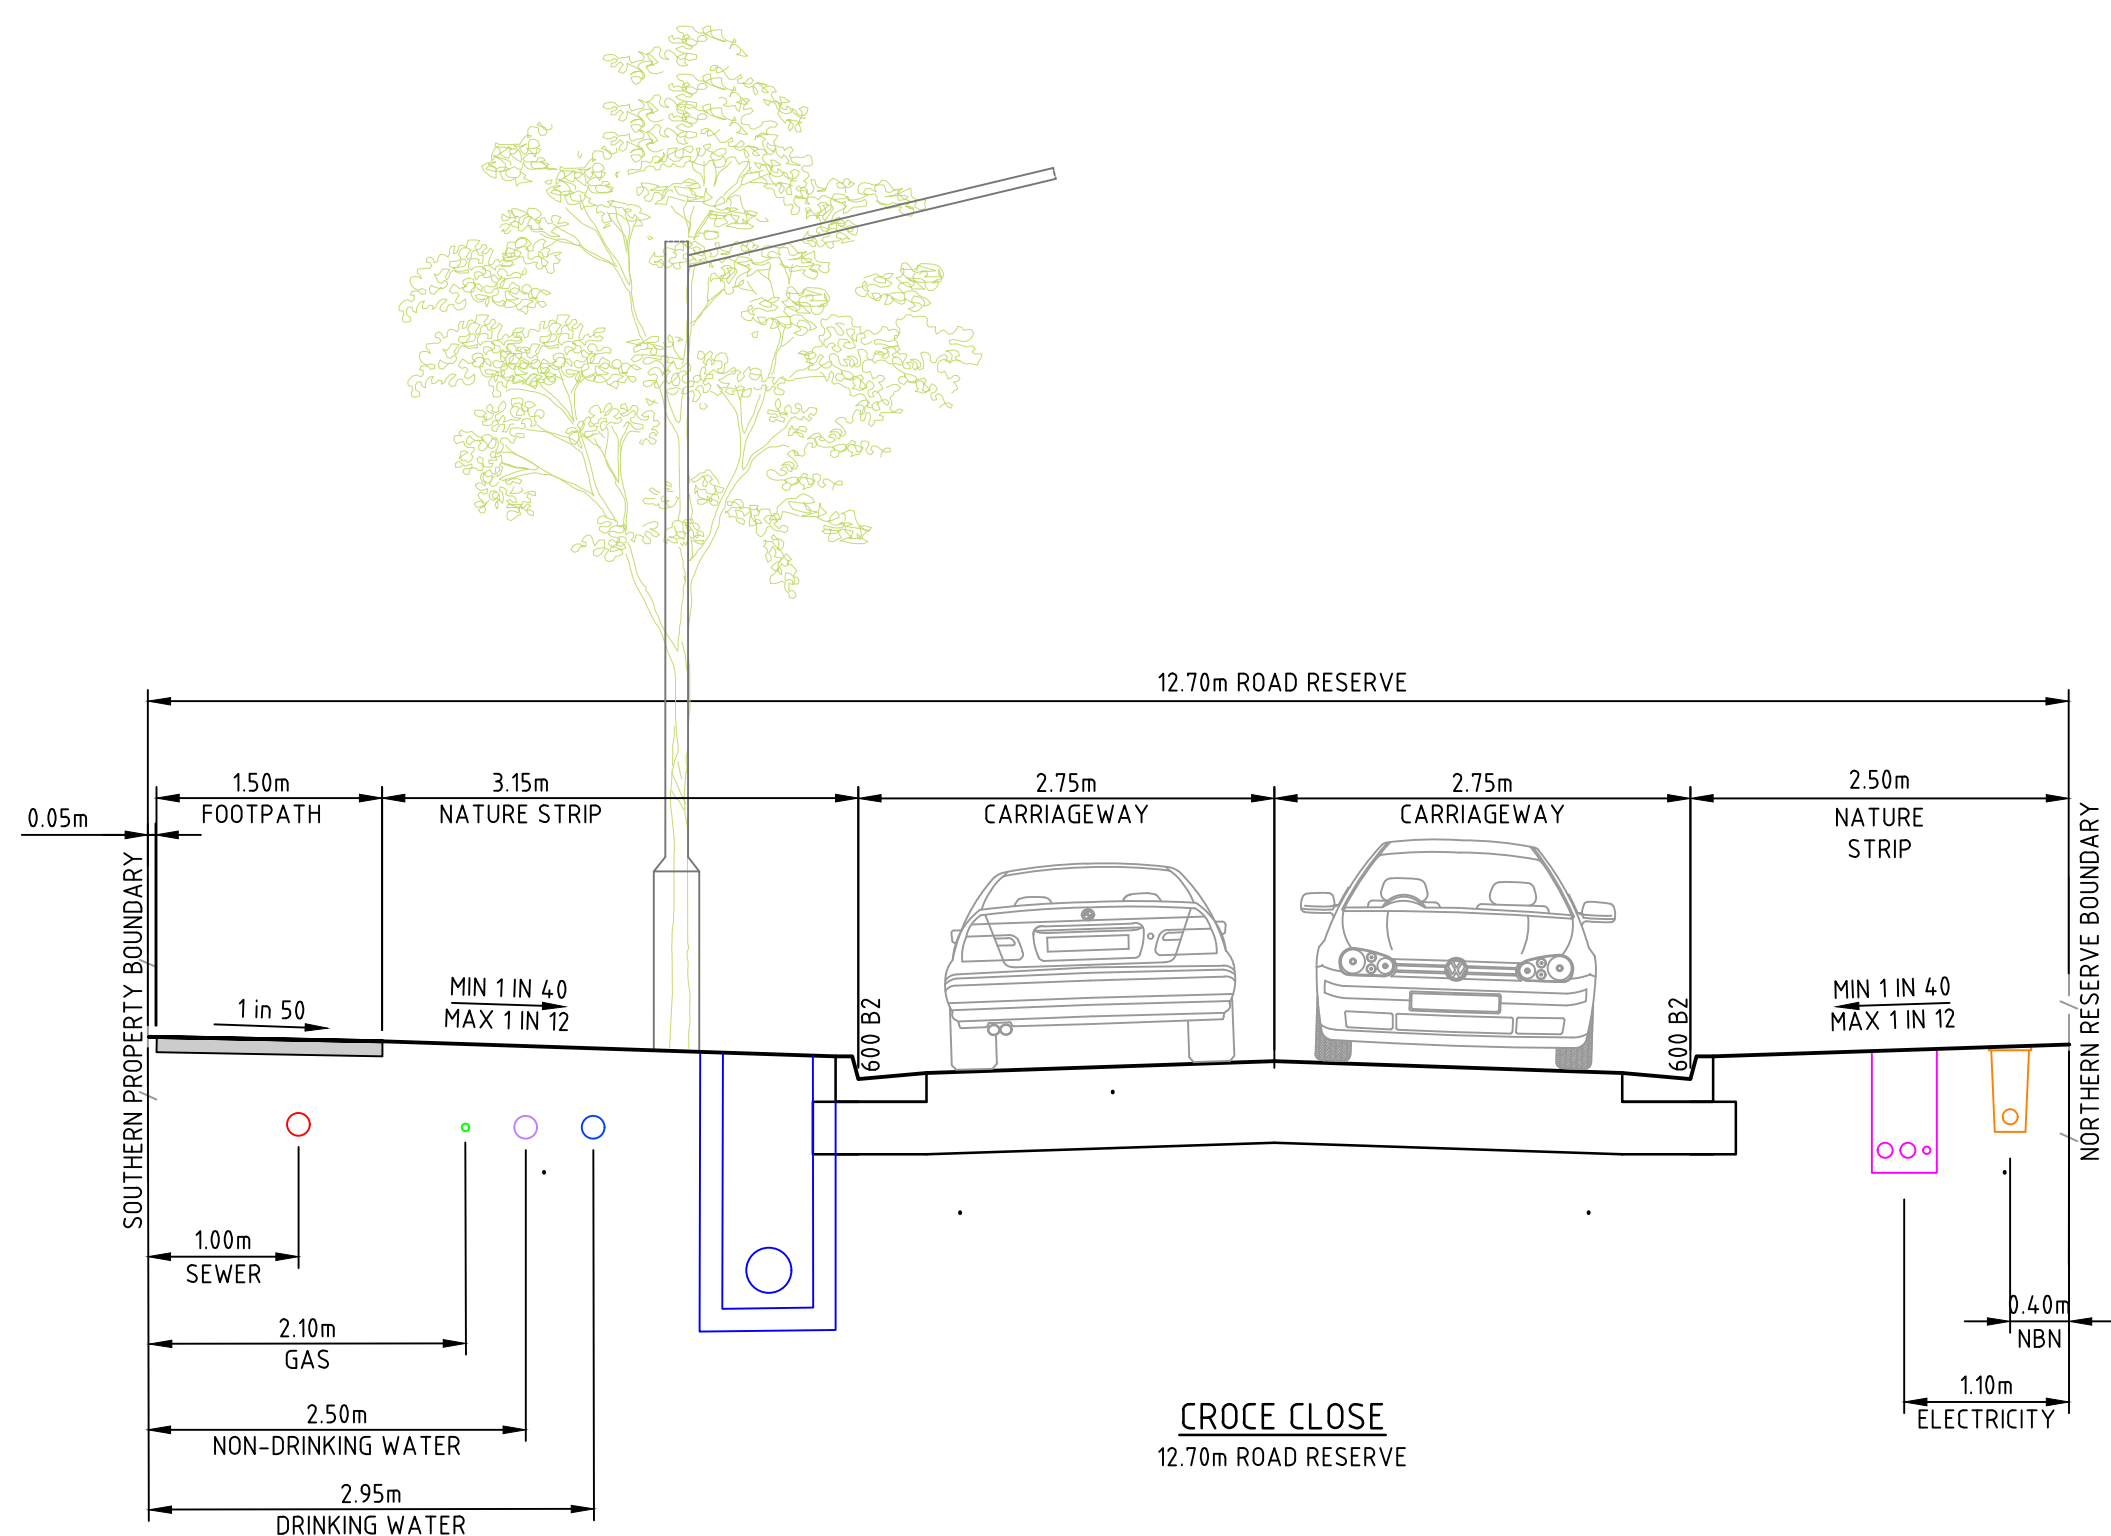 12.70m ROAD RESERVE
1.50m
FOOTPATH
3.15m
NATURE STRIP
2.75m
CARRIAGEWAY
2.75m
CARRIAGEWAY
2.50m
NATURE
STRIP
0.05m
SOUTHERN PROPERTY BOUNDARY
NORTHERN RESERVE BOUNDARY
1 in 50
MIN 1 IN 40
MAX 1 IN 12
600 B2
600 B2
MIN 1 IN 40
MAX 1 IN 12
1.00m
SEWER
2.10m
GAS
2.50m
NON-DRINKING WATER
2.95m
DRINKING WATER
0.40m
NBN
1.10m
ELECTRICITY
CROCE CLOSE
12.70m ROAD RESERVE